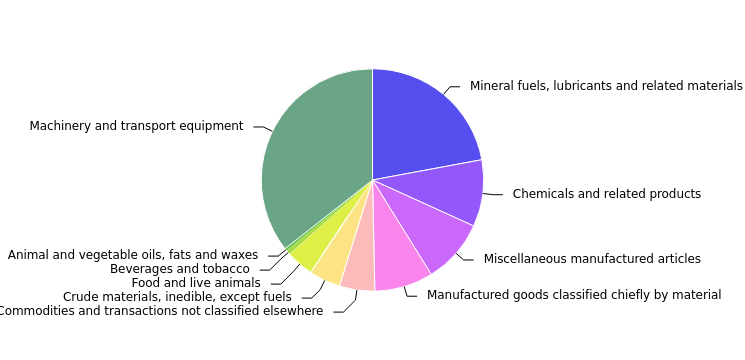 Mineral fuels, lubricants and related materials
Machinery and transport equipment
Chemicals and related products
Animal and vegetable oils, fats and waxes
Miscellaneous manufactured articles
Beverages and tobacco
Food and live animals
Manufactured goods classified chiefly by material
Crude materials, inedible, except fuels
Commodities and transactions not classified elsewhere